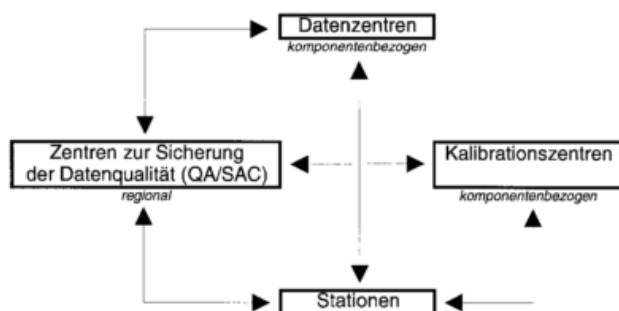 Datenzentren
komponentenbezogen
Zentren zur Sicherung
der Datenqualität (QA/SAC)
regional
Kalibrationszentren
komponentenbezogen
Stationen